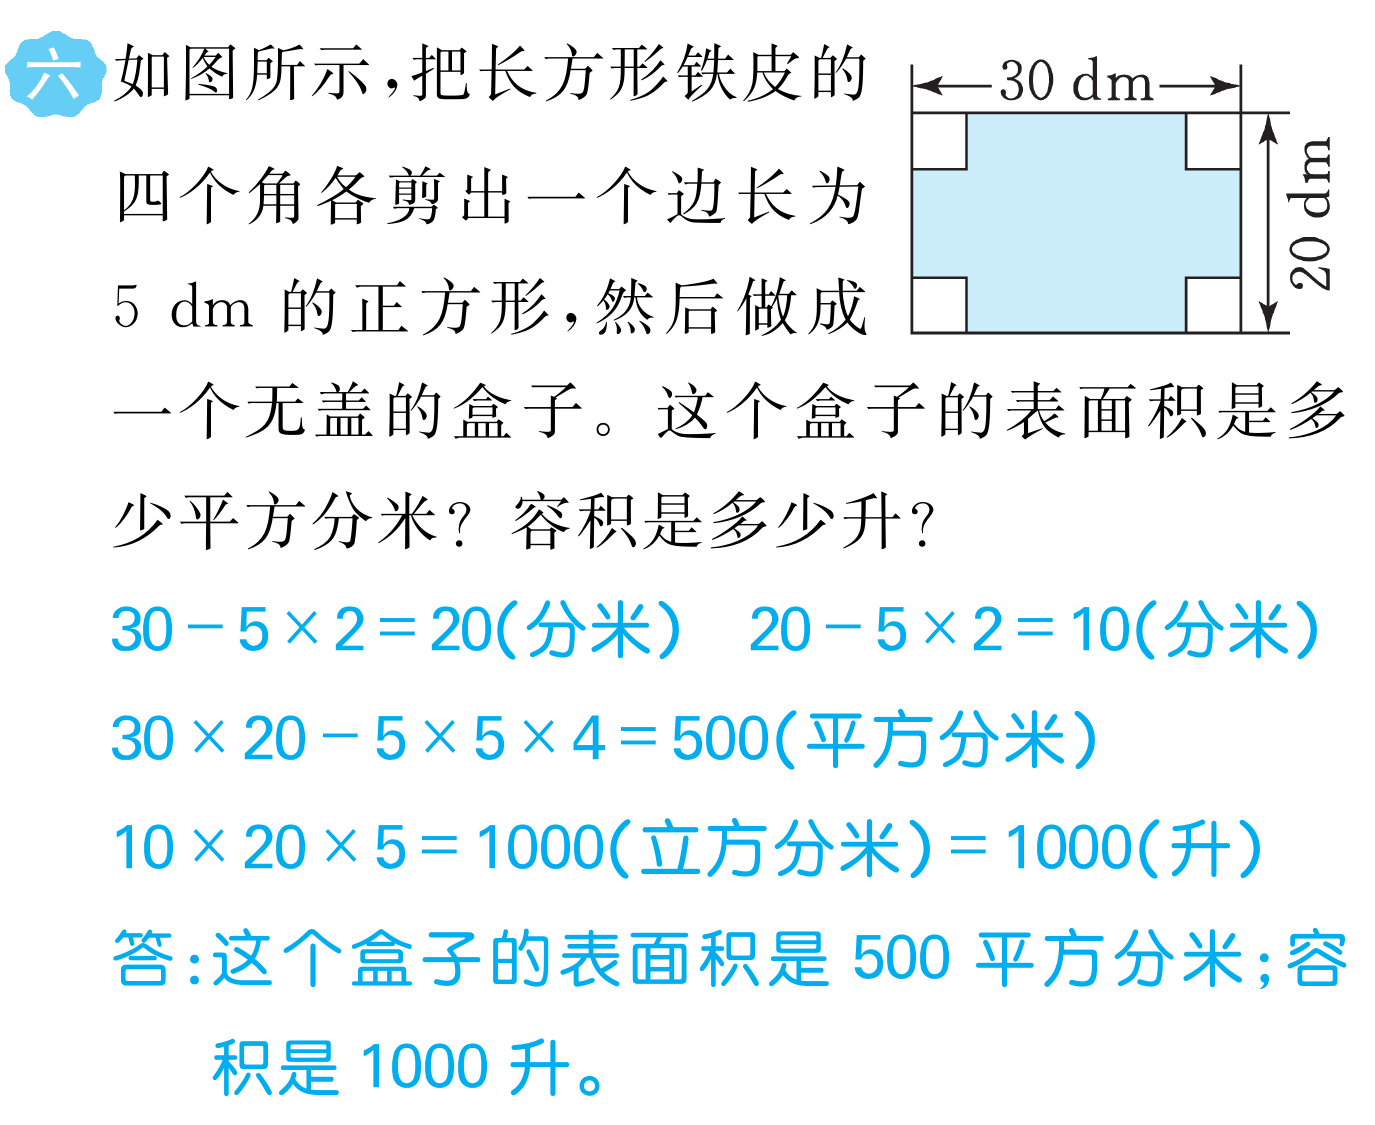 六 如图所示,把长方形铁皮的
30 dm
四个角各剪出一个边长为
20 dm
5 dm 的正方形,然后做成
一个无盖的盒子。这个盒子的表面积是多
少平方分米? 容积是多少升?
30－5×2＝20(分米) 20－5×2＝10(分米)
30×20－5×5×4＝500(平方分米)
10×20×5＝1000(立方分米)＝1000(升)
答:这个盒子的表面积是 500 平方分米;容
积是 1000 升。